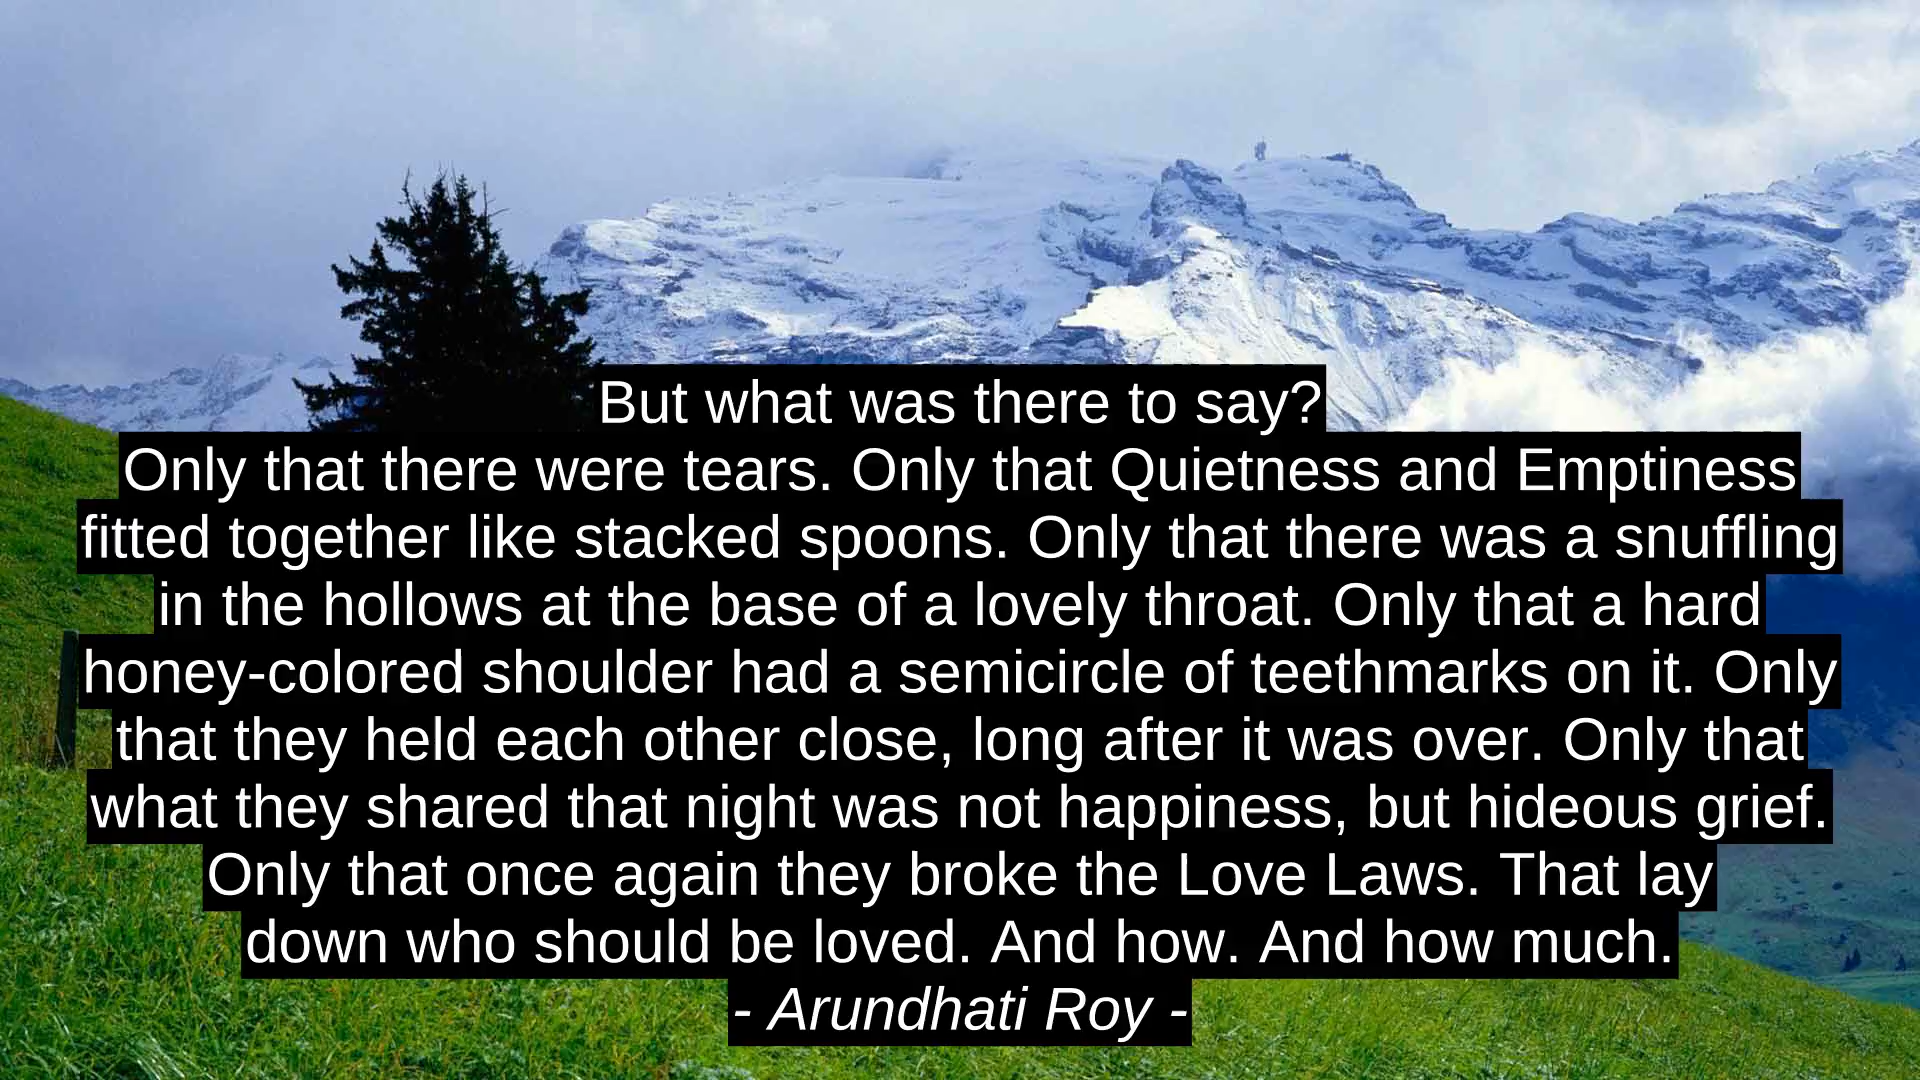 But what was there to say?
Only that there were tears. Only that Quietness and Emptiness
fitted together like stacked spoons. Only that there was a snuffling
in the hollows at the base of a lovely throat. Only that a hard
honey-colored shoulder had a semicircle of teethmarks on it. Only
that they held each other close, long after it was over. Only that
what they shared that night was not happiness, but hideous grief.
Only that once again they broke the Love Laws. That lay
down who should be loved. And how. And how much.
- Arundhati Roy -